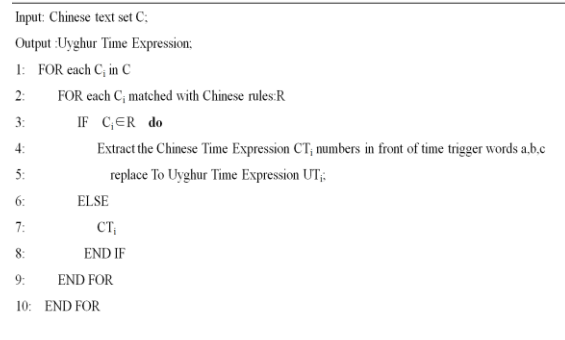 Input: Chinese text set C;
Output :Uyghur Time Expression;
1: FOR each Ci in C
2: FOR each Ci matched with Chinese rules:R
3: IF Ci∈R do
4: Extract the Chinese Time Expression CTi numbers in front of time trigger words a,b,c
5: replace To Uyghur Time Expression UTi;
6: ELSE
7: CTi
8: END IF
9: END FOR
10: END FOR